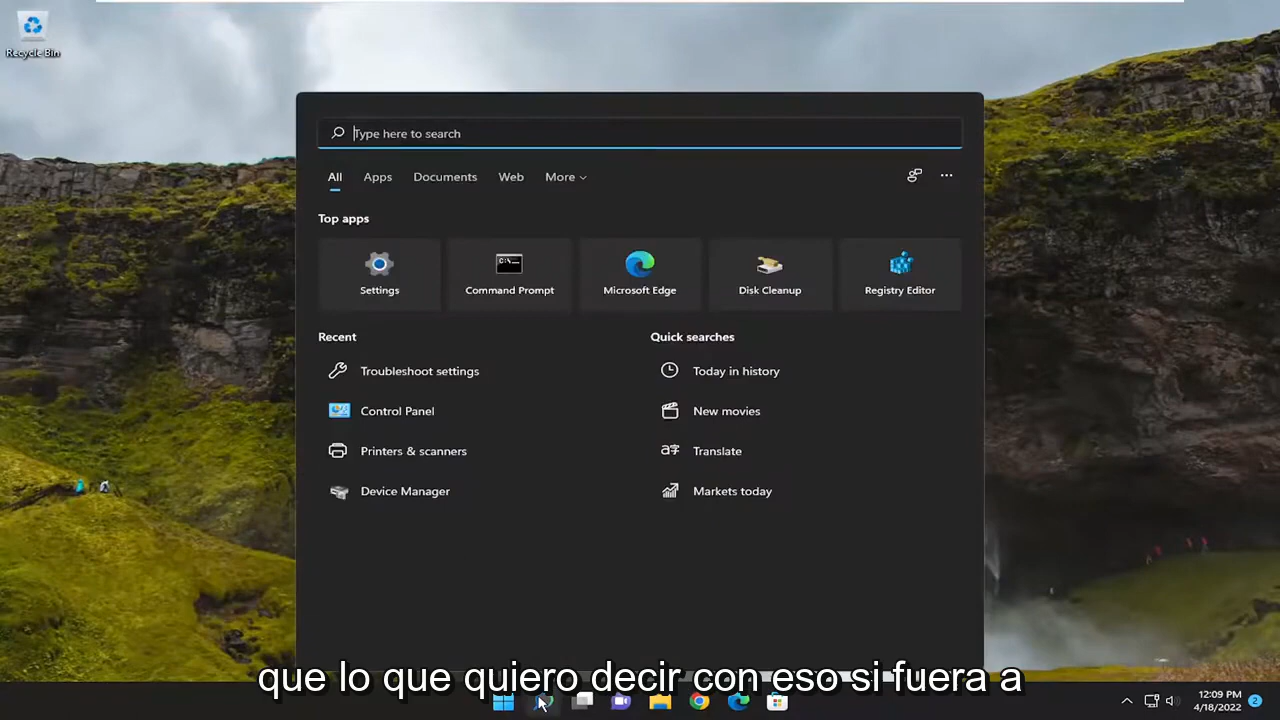 Recycle Bin
Type here to search
All Apps Documents Web More
Top apps
Settings Command Prompt Microsoft Edge Disk Cleanup Registry Editor
Recent Quick searches
Troubleshoot settings Today in history
Control Panel New movies
Printers & scanners Translate
Device Manager Markets today
que lo que quiero decir con eso si fuera a
12:09 PM
4/18/2022 2